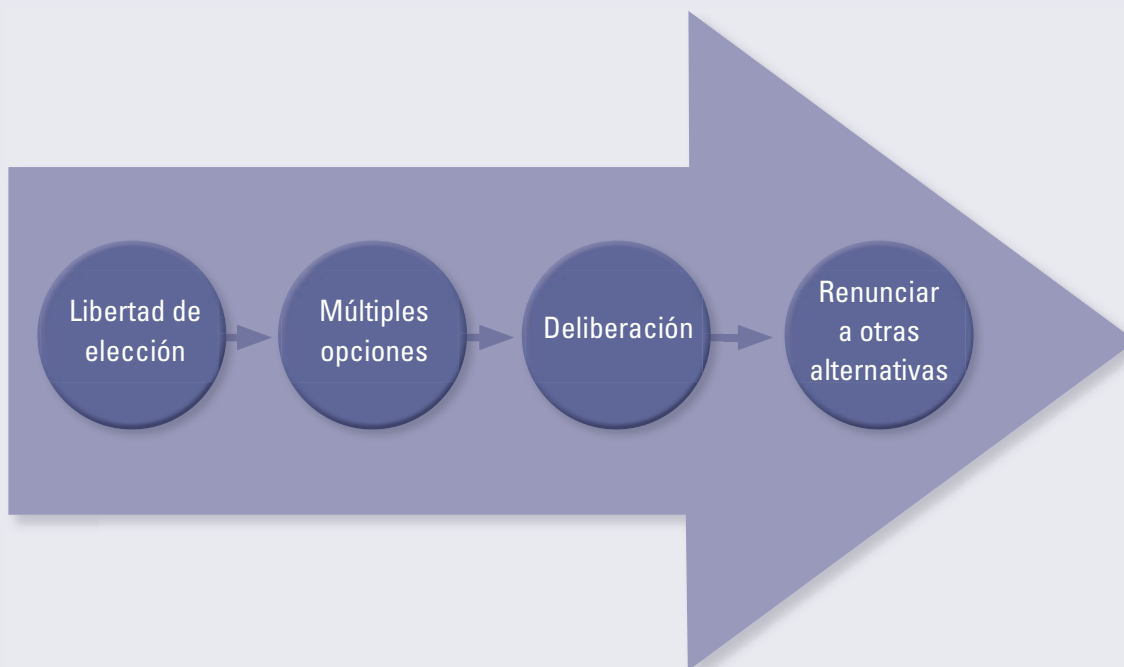 Libertad de
elección
Múltiples
opciones
Deliberación
Renunciar
a otras
alternativas